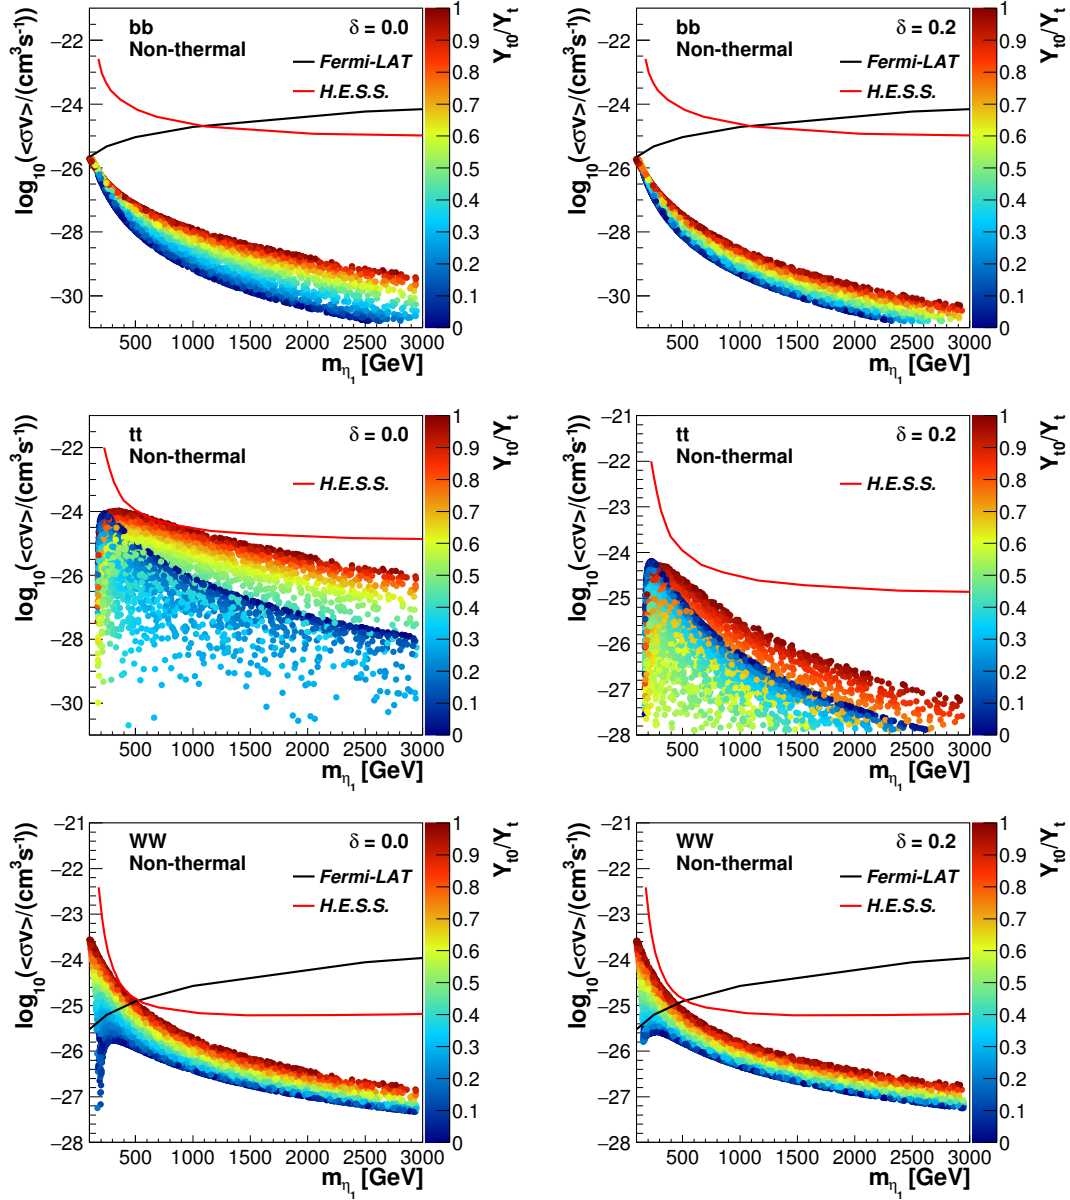 bb δ = 0.0
Non-thermal
Fermi-LAT
H.E.S.S.
log10(<σv>/(cm3s-1))
−22
−24
−26
−28
−30
500 1000 1500 2000 2500 3000
mη1 [GeV]
Yt0/Yt
1
0.9
0.8
0.7
0.6
0.5
0.4
0.3
0.2
0.1
0
bb δ = 0.2
Non-thermal
Fermi-LAT
H.E.S.S.
log10(<σv>/(cm3s-1))
−22
−24
−26
−28
−30
500 1000 1500 2000 2500 3000
mη1 [GeV]
Yt0/Yt
1
0.9
0.8
0.7
0.6
0.5
0.4
0.3
0.2
0.1
0
tt δ = 0.0
Non-thermal
H.E.S.S.
log10(<σv>/(cm3s-1))
−22
−24
−26
−28
−30
500 1000 1500 2000 2500 3000
mη1 [GeV]
Yt0/Yt
1
0.9
0.8
0.7
0.6
0.5
0.4
0.3
0.2
0.1
0
tt δ = 0.2
Non-thermal
H.E.S.S.
log10(<σv>/(cm3s-1))
−21
−22
−23
−24
−25
−26
−27
−28
500 1000 1500 2000 2500 3000
mη1 [GeV]
Yt0/Yt
1
0.9
0.8
0.7
0.6
0.5
0.4
0.3
0.2
0.1
0
WW δ = 0.0
Non-thermal
Fermi-LAT
H.E.S.S.
log10(<σv>/(cm3s-1))
−21
−22
−23
−24
−25
−26
−27
−28
500 1000 1500 2000 2500 3000
mη1 [GeV]
Yt0/Yt
1
0.9
0.8
0.7
0.6
0.5
0.4
0.3
0.2
0.1
0
WW δ = 0.2
Non-thermal
Fermi-LAT
H.E.S.S.
log10(<σv>/(cm3s-1))
−21
−22
−23
−24
−25
−26
−27
−28
500 1000 1500 2000 2500 3000
mη1 [GeV]
Yt0/Yt
1
0.9
0.8
0.7
0.6
0.5
0.4
0.3
0.2
0.1
0